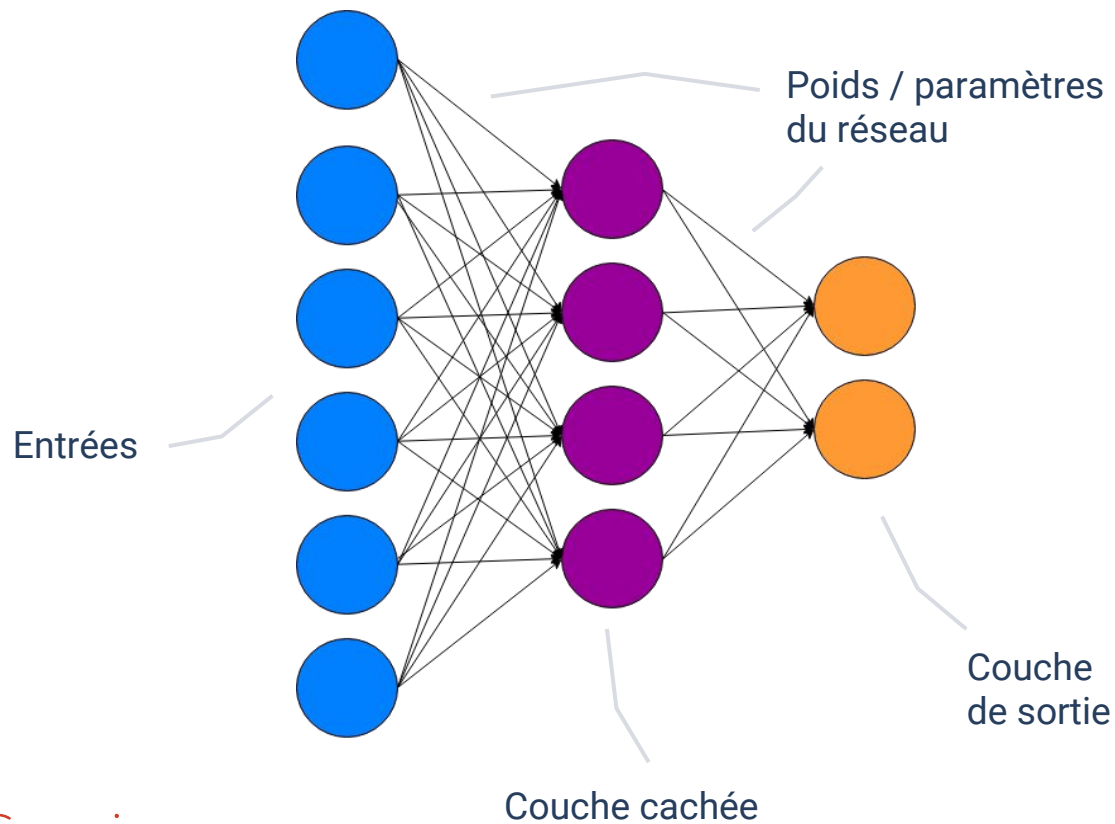 Poids / paramètres
du réseau
Entrées
Couche
de sortie
Couche cachée